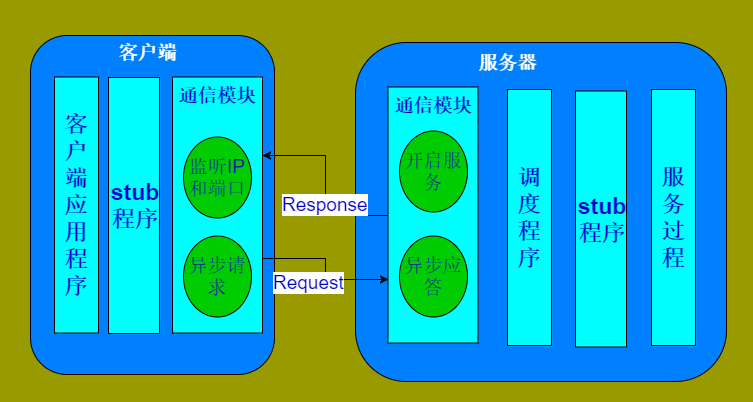 客户端
服务器
客
户
端
应
用
程
序
stub
程序
通信模块
监听IP
和端口
异步请
求
Response
Request
通信模块
开启服
务
异步应
答
调
度
程
序
stub
程序
服
务
过
程